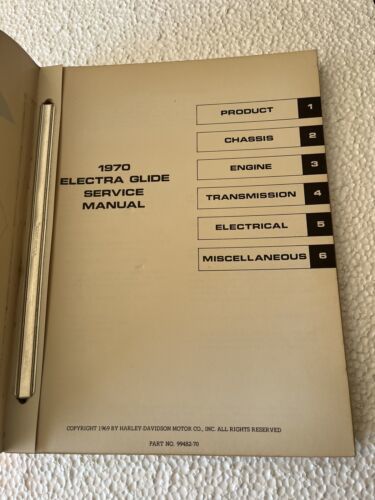 1970
ELECTRA GLIDE
SERVICE
MANUAL
PRODUCT 1
CHASSIS 2
ENGINE 3
TRANSMISSION 4
ELECTRICAL 5
MISCELLANEOUS 6
COPYRIGHT 1969 BY HARLEY-DAVIDSON MOTOR CO., INC. ALL RIGHTS RESERVED
PART NO. 99482-70